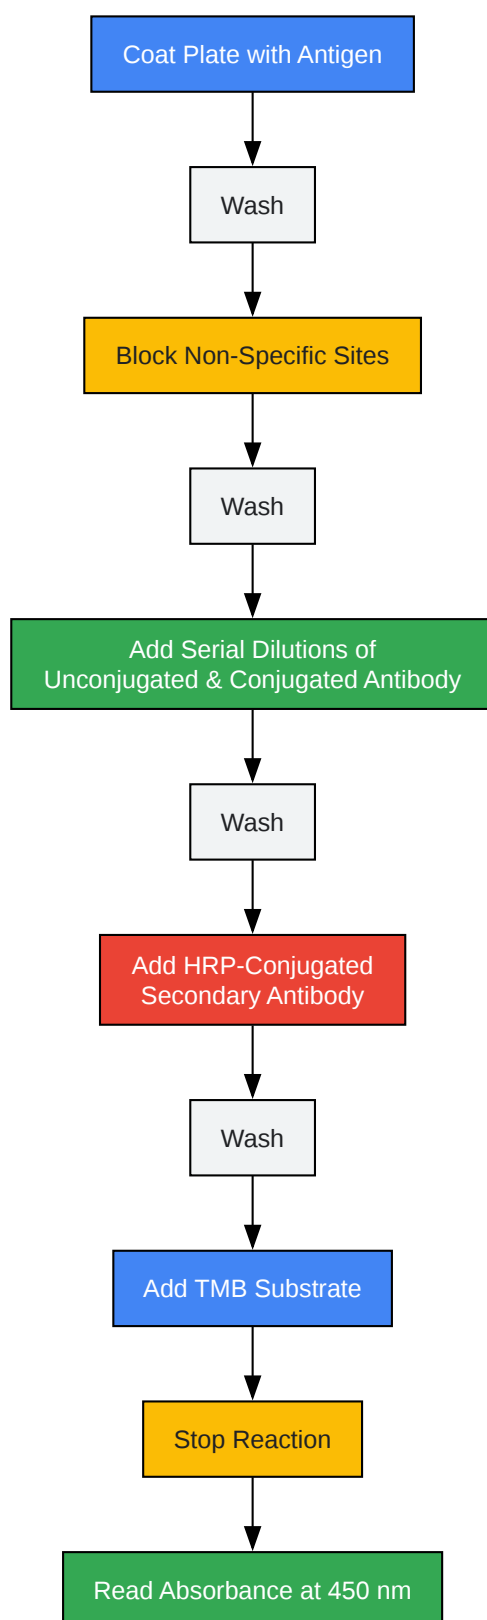 Coat Plate with Antigen
Wash
Block Non-Specific Sites
Wash
Add Serial Dilutions of
Unconjugated & Conjugated Antibody
Wash
Add HRP-Conjugated
Secondary Antibody
Wash
Add TMB Substrate
Stop Reaction
Read Absorbance at 450 nm